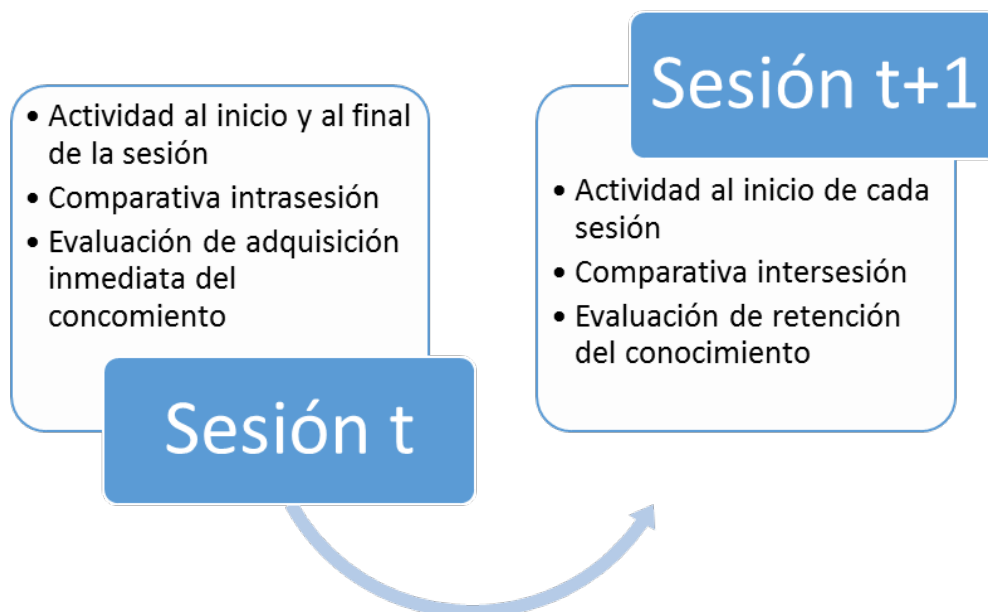 • Actividad al inicio y al final
de la sesión
• Comparativa intrasesión
• Evaluación de adquisición
inmediata del
concomiento
Sesión t
Sesión t+1
• Actividad al inicio de cada
sesión
• Comparativa intersesión
• Evaluación de retención
del conocimiento